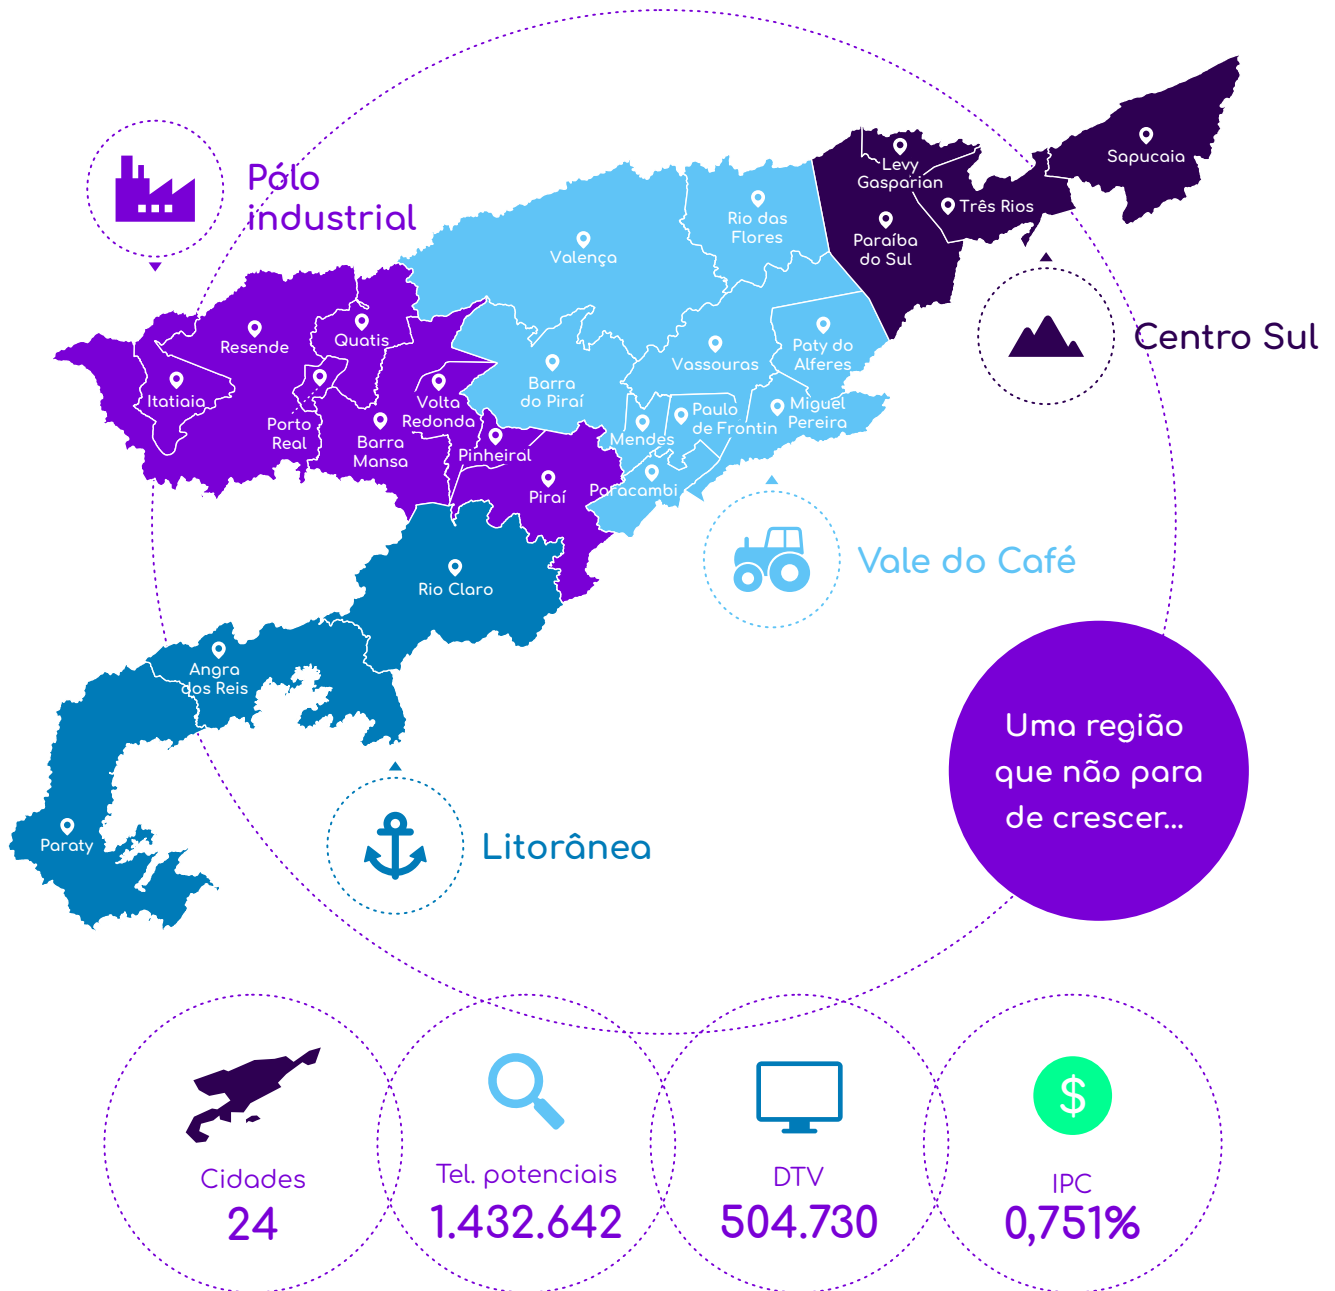 Pólo
industrial
Sapucaia
Levy
Gasparian
Três Rios
Paraíba
do Sul
Rio das
Flores
Valença
Centro Sul
Resende
Quatis
Vassouras
Paty do
Alferes
Itatiaia
Barra
do Piraí
Volta
Redonda
Porto
Real
Barra
Mansa
Paulo
de Frontin
Miguel
Pereira
Mendes
Pinheiral
Piraí
Paracambi
Vale do Café
Rio Claro
Angra
dos Reis
Uma região
que não para
de crescer...
Paraty
Litorânea
Cidades
24
Tel. potenciais
1.432.642
DTV
504.730
$
IPC
0,751%